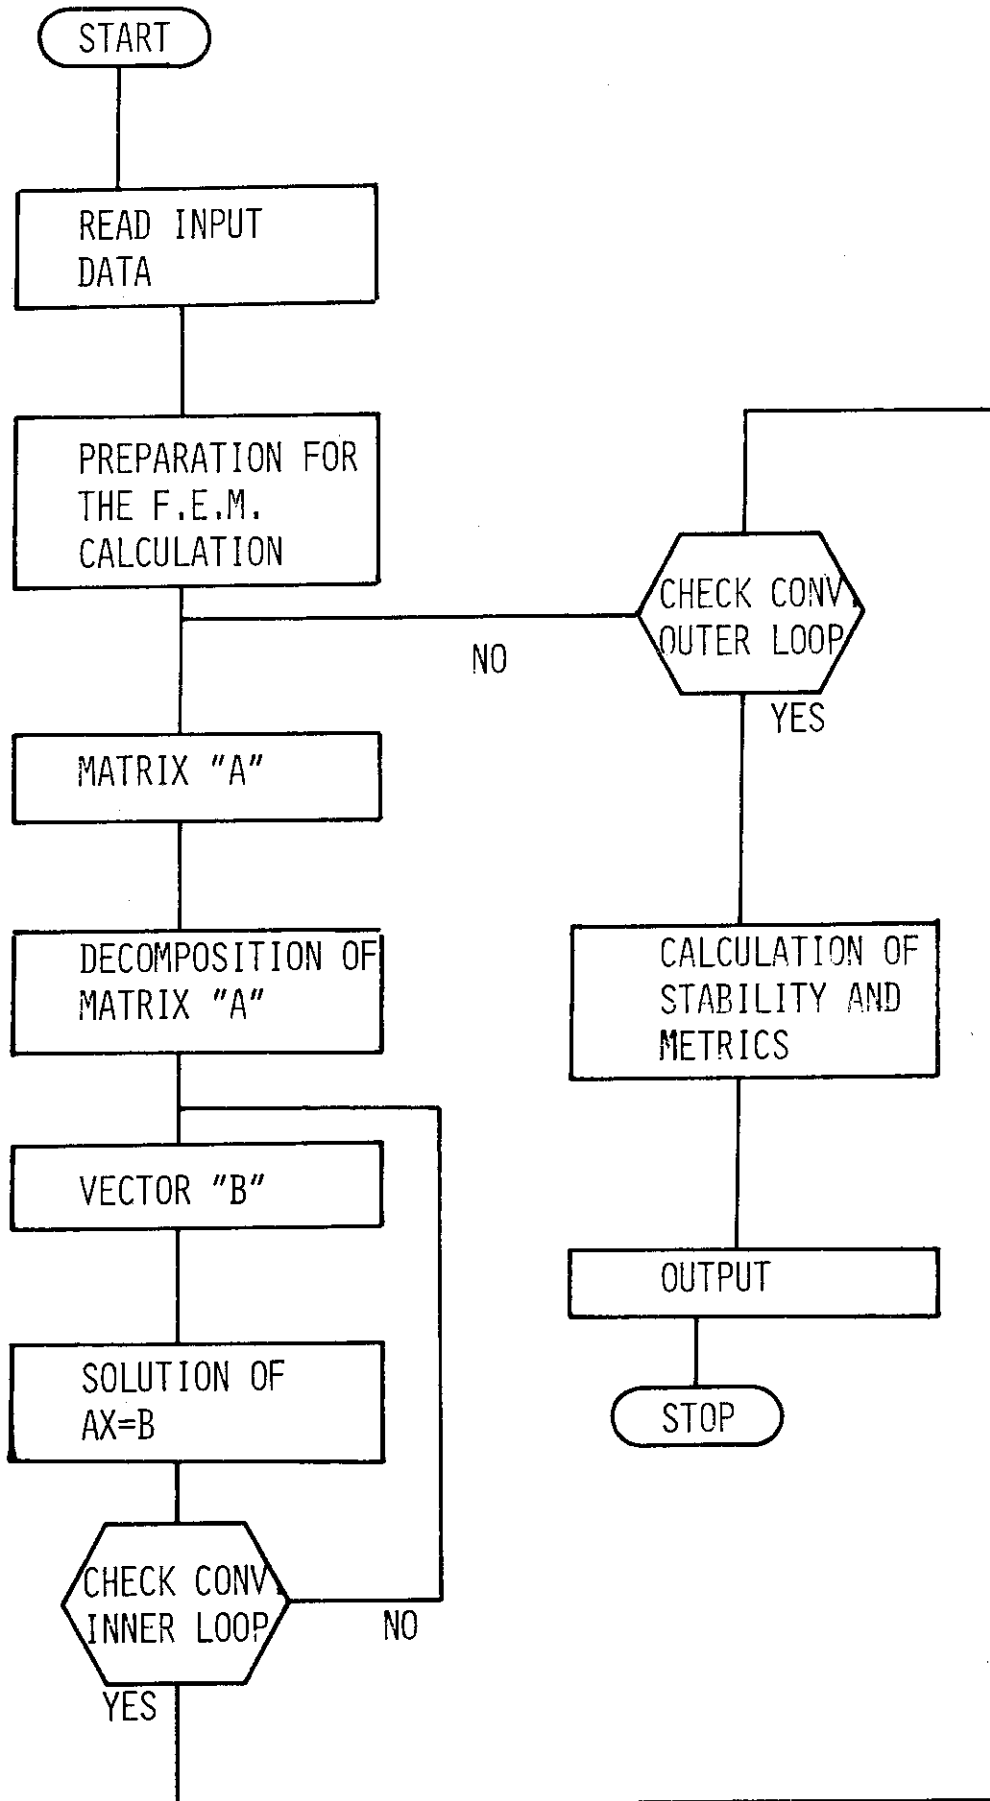 START
READ INPUT
DATA
PREPARATION FOR
THE F.E.M.
CALCULATION
MATRIX "A"
DECOMPOSITION OF
MATRIX "A"
VECTOR "B"
SOLUTION OF
AX=B
CHECK CONV.
INNER LOOP
NO
YES
CHECK CONV.
OUTER LOOP
NO
YES
CALCULATION OF
STABILITY AND
METRICS
OUTPUT
STOP